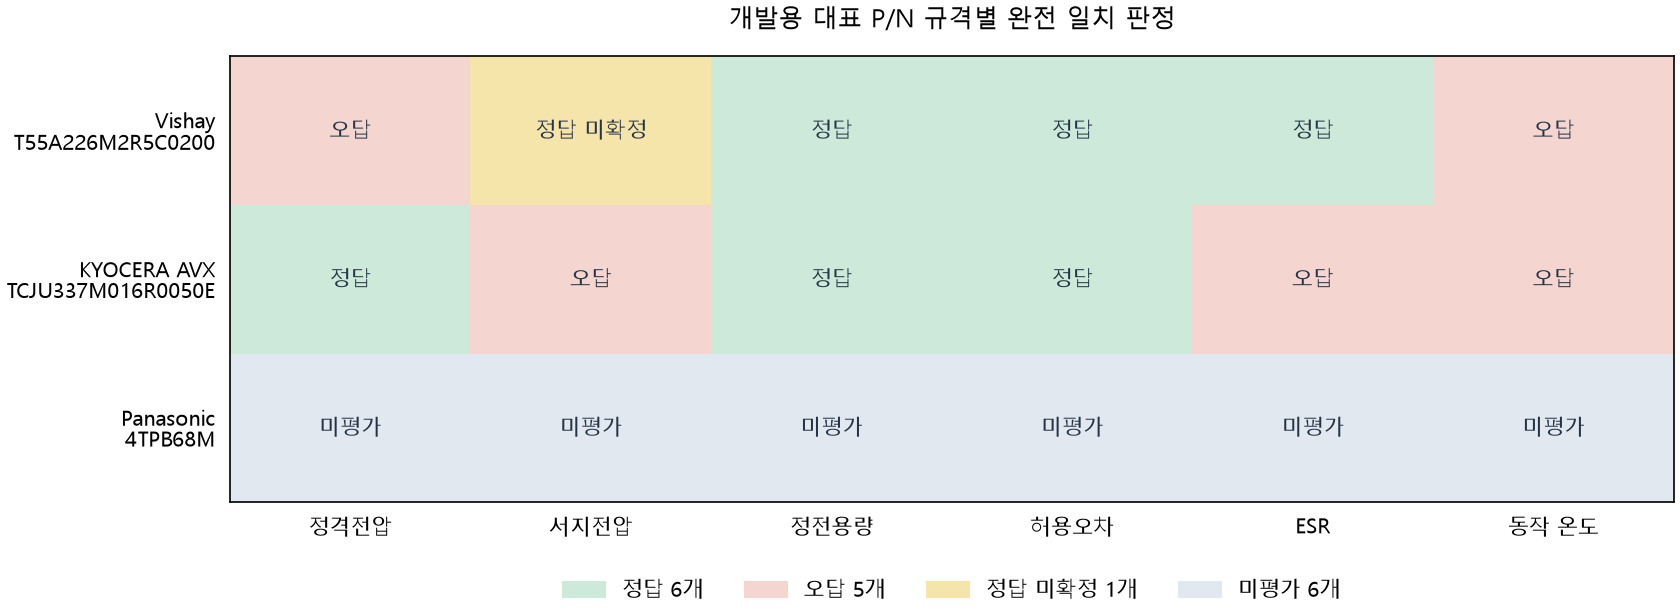 개발용 대표 P/N 규격별 완전 일치 판정
Vishay
T55A226M2R5C0200
오답
정답 미확정
정답
정답
정답
오답
KYOCERA AVX
TCJU337M016R0050E
정답
오답
정답
정답
오답
오답
Panasonic
4TPB68M
미평가
미평가
미평가
미평가
미평가
미평가
정격전압
서지전압
정전용량
허용오차
ESR
동작 온도
정답 6개
오답 5개
정답 미확정 1개
미평가 6개